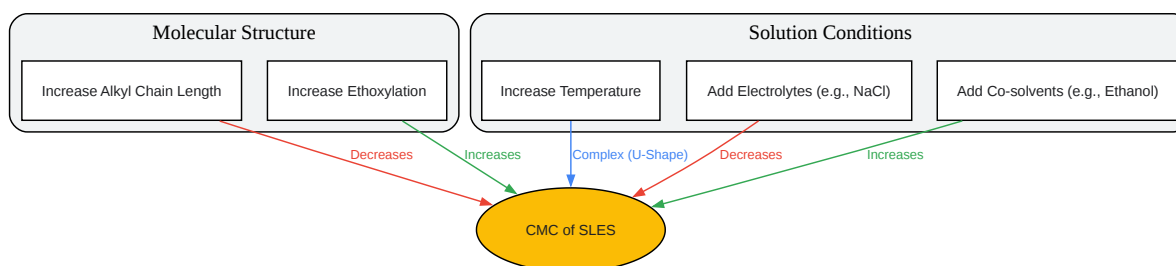 Molecular Structure
Solution Conditions
Increase Alkyl Chain Length
Increase Ethoxylation
Increase Temperature
Add Electrolytes (e.g., NaCl)
Add Co-solvents (e.g., Ethanol)
Decreases
Increases
Complex (U-Shape)
Decreases
Increases
CMC of SLES